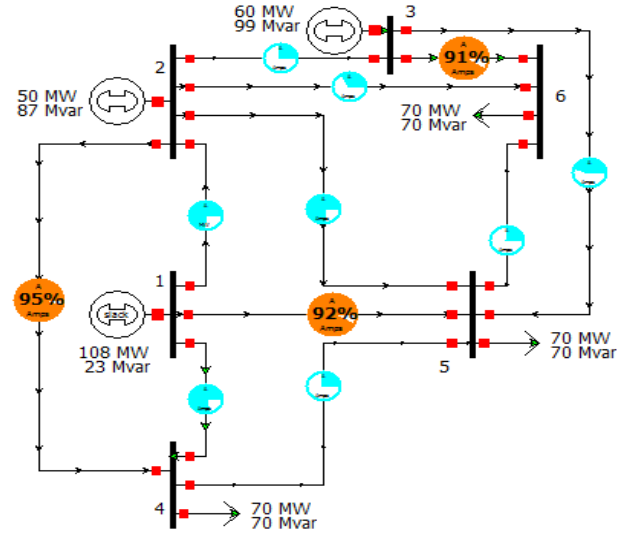 60 MW
99 Mvar
3
A
91%
Amps
2
6
50 MW
87 Mvar
70 MW
70 Mvar
A
95%
Amps
1
slack
A
92%
Amps
108 MW
23 Mvar
5
70 MW
70 Mvar
4
70 MW
70 Mvar